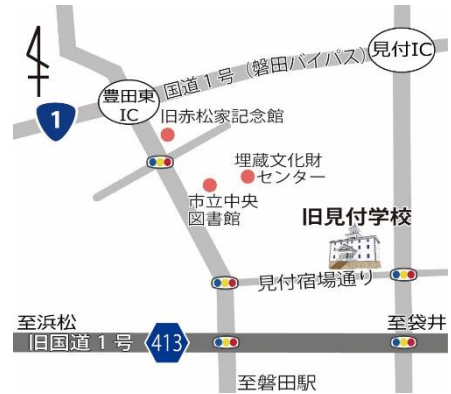 見付IC
国道１号（磐田バイパス）
豊田東
IC
1
旧赤松家記念館
埋蔵文化財
センター
市立中央
図書館
旧見付学校
見付宿場通り
至浜松
至袋井
旧国道１号
413
至磐田駅